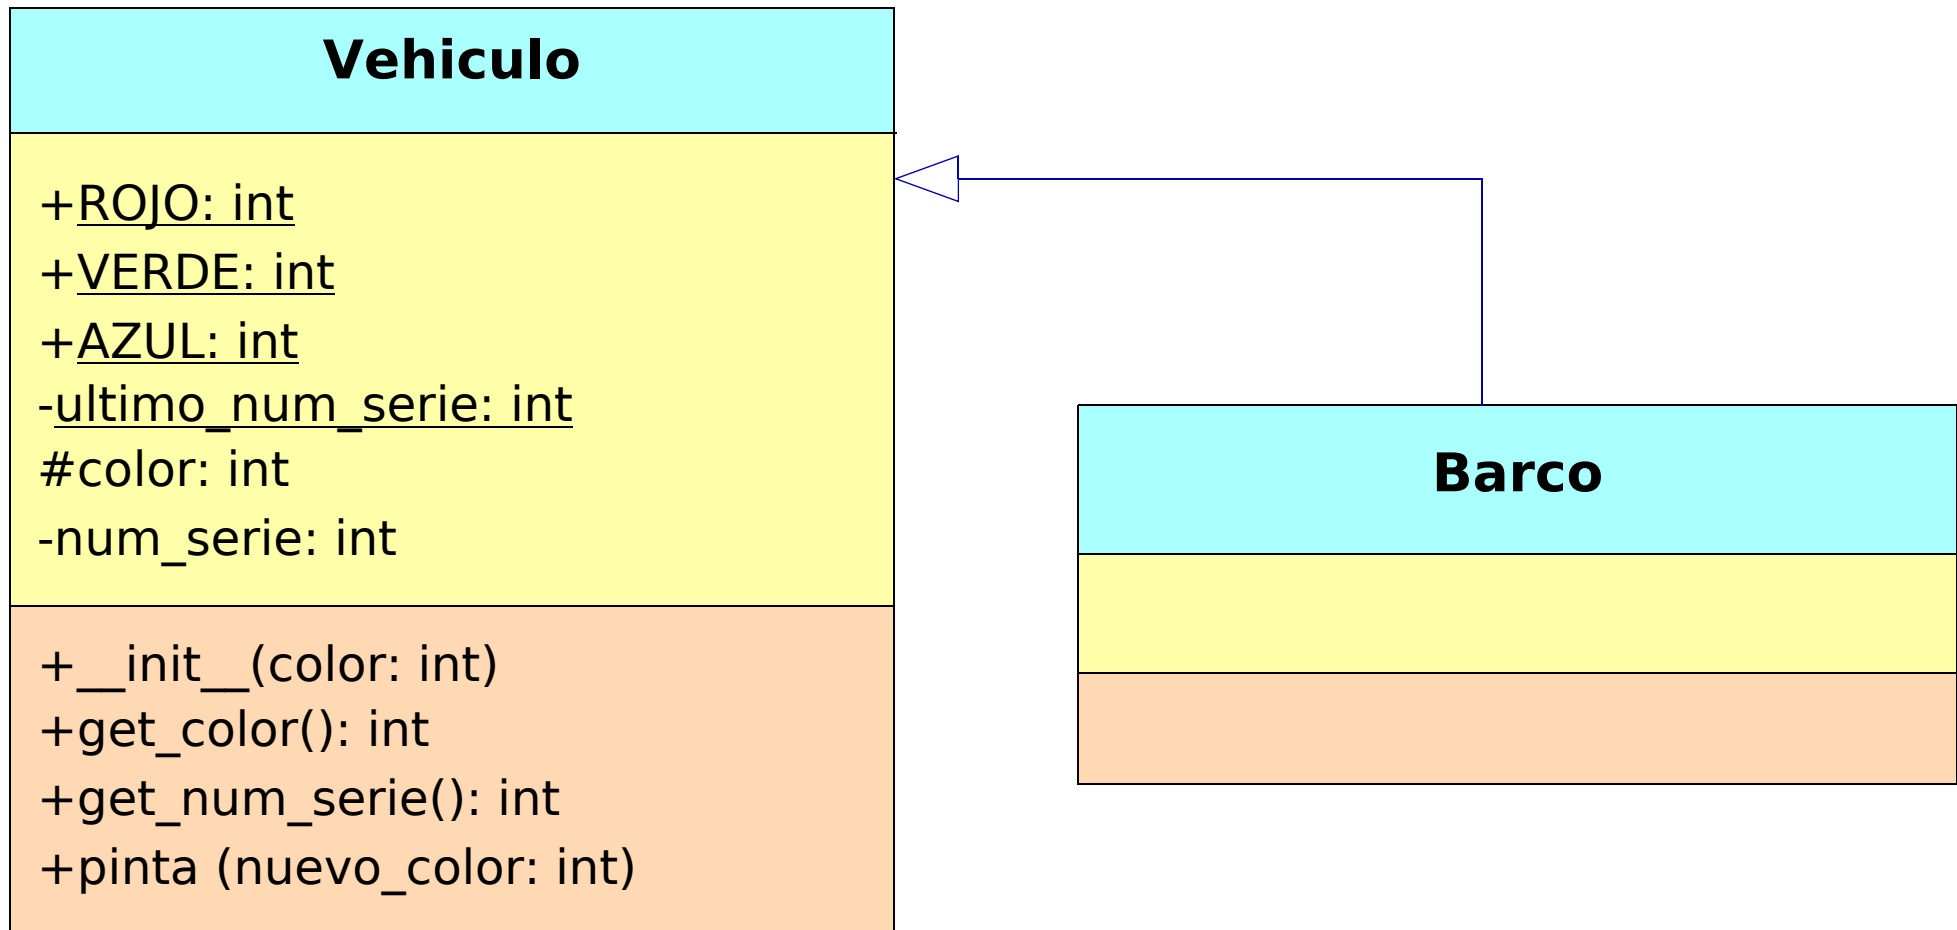 Vehiculo
+ROJO: int
+VERDE: int
+AZUL: int
-ultimo_num_serie: int
#color: int
-num_serie: int
+__init__(color: int)
+get_color(): int
+get_num_serie(): int
+pinta (nuevo_color: int)
Barco